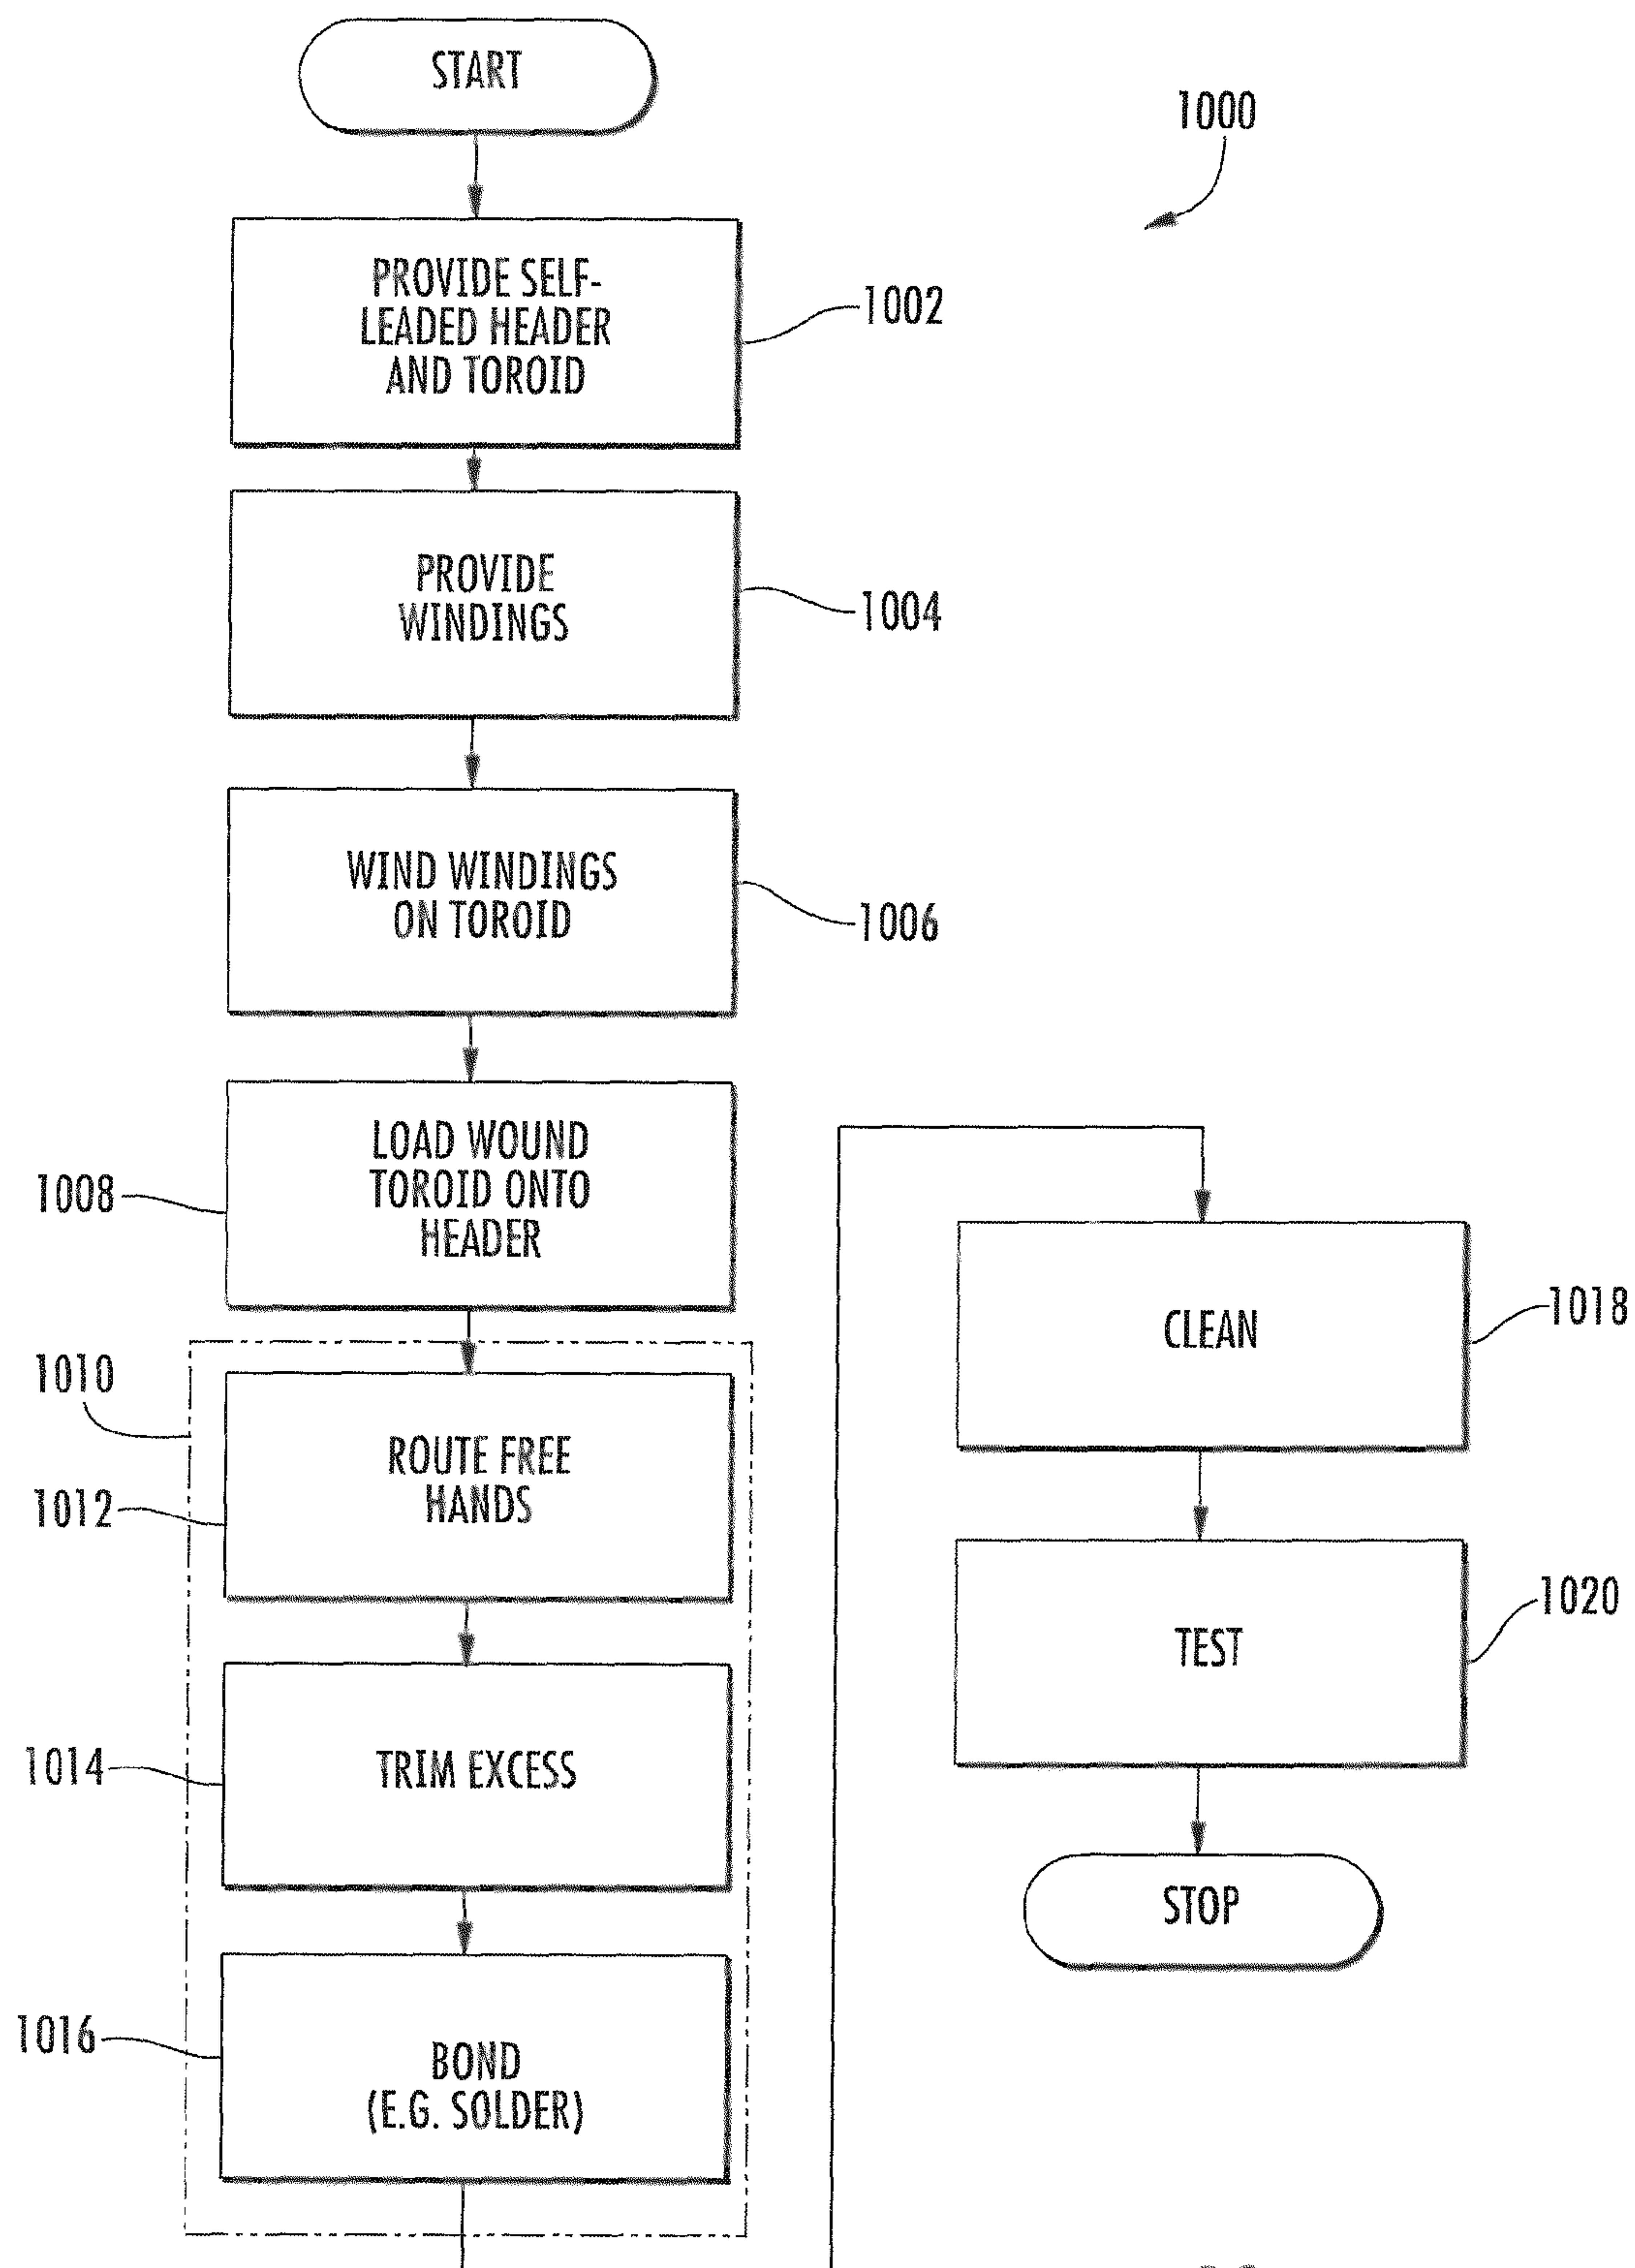 START
1000
PROVIDE SELF-
LEADED HEADER
AND TOROID
1002
PROVIDE
WINDINGS
1004
WIND WINDINGS
ON TOROID
1006
LOAD WOUND
TOROID ONTO
HEADER
1008
1010
ROUTE FREE
HANDS
1012
TRIM EXCESS
1014
BOND
(E.G. SOLDER)
1016
CLEAN
1018
TEST
1020
STOP